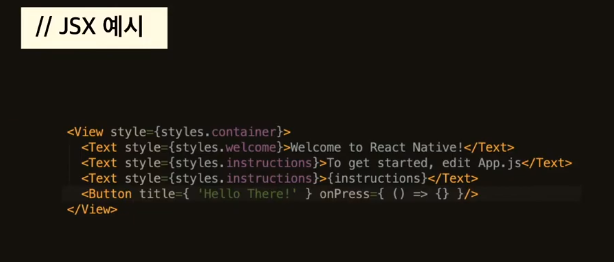 // JSX 예시
<View style={styles.container}>
<Text style={styles.welcome}>Welcome to React Native!</Text>
<Text style={styles.instructions}>To get started, edit App.js</Text>
<Text style={styles.instructions}>{instructions}</Text>
<Button title={ 'Hello There!' } onPress={ () => {} }/>
</View>